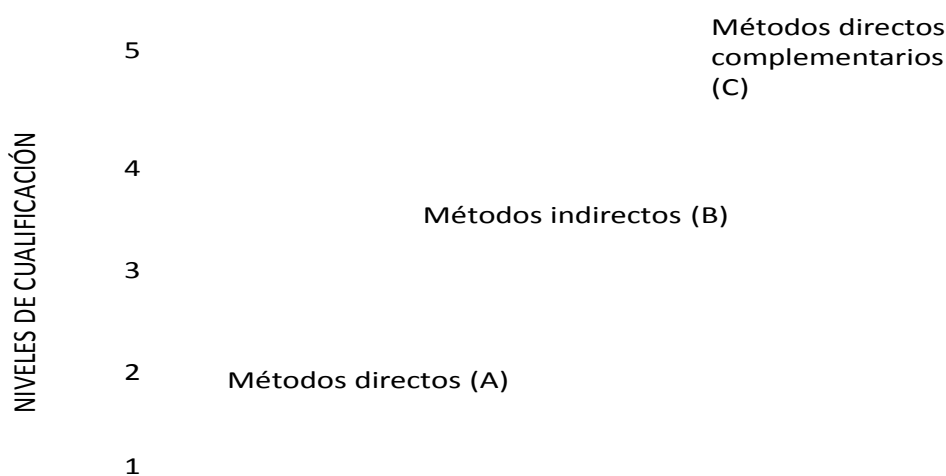 NIVELES DE CUALIFICACIÓN
5
Métodos directos
complementarios
(C)
4
Métodos indirectos (B)
3
2
Métodos directos (A)
1